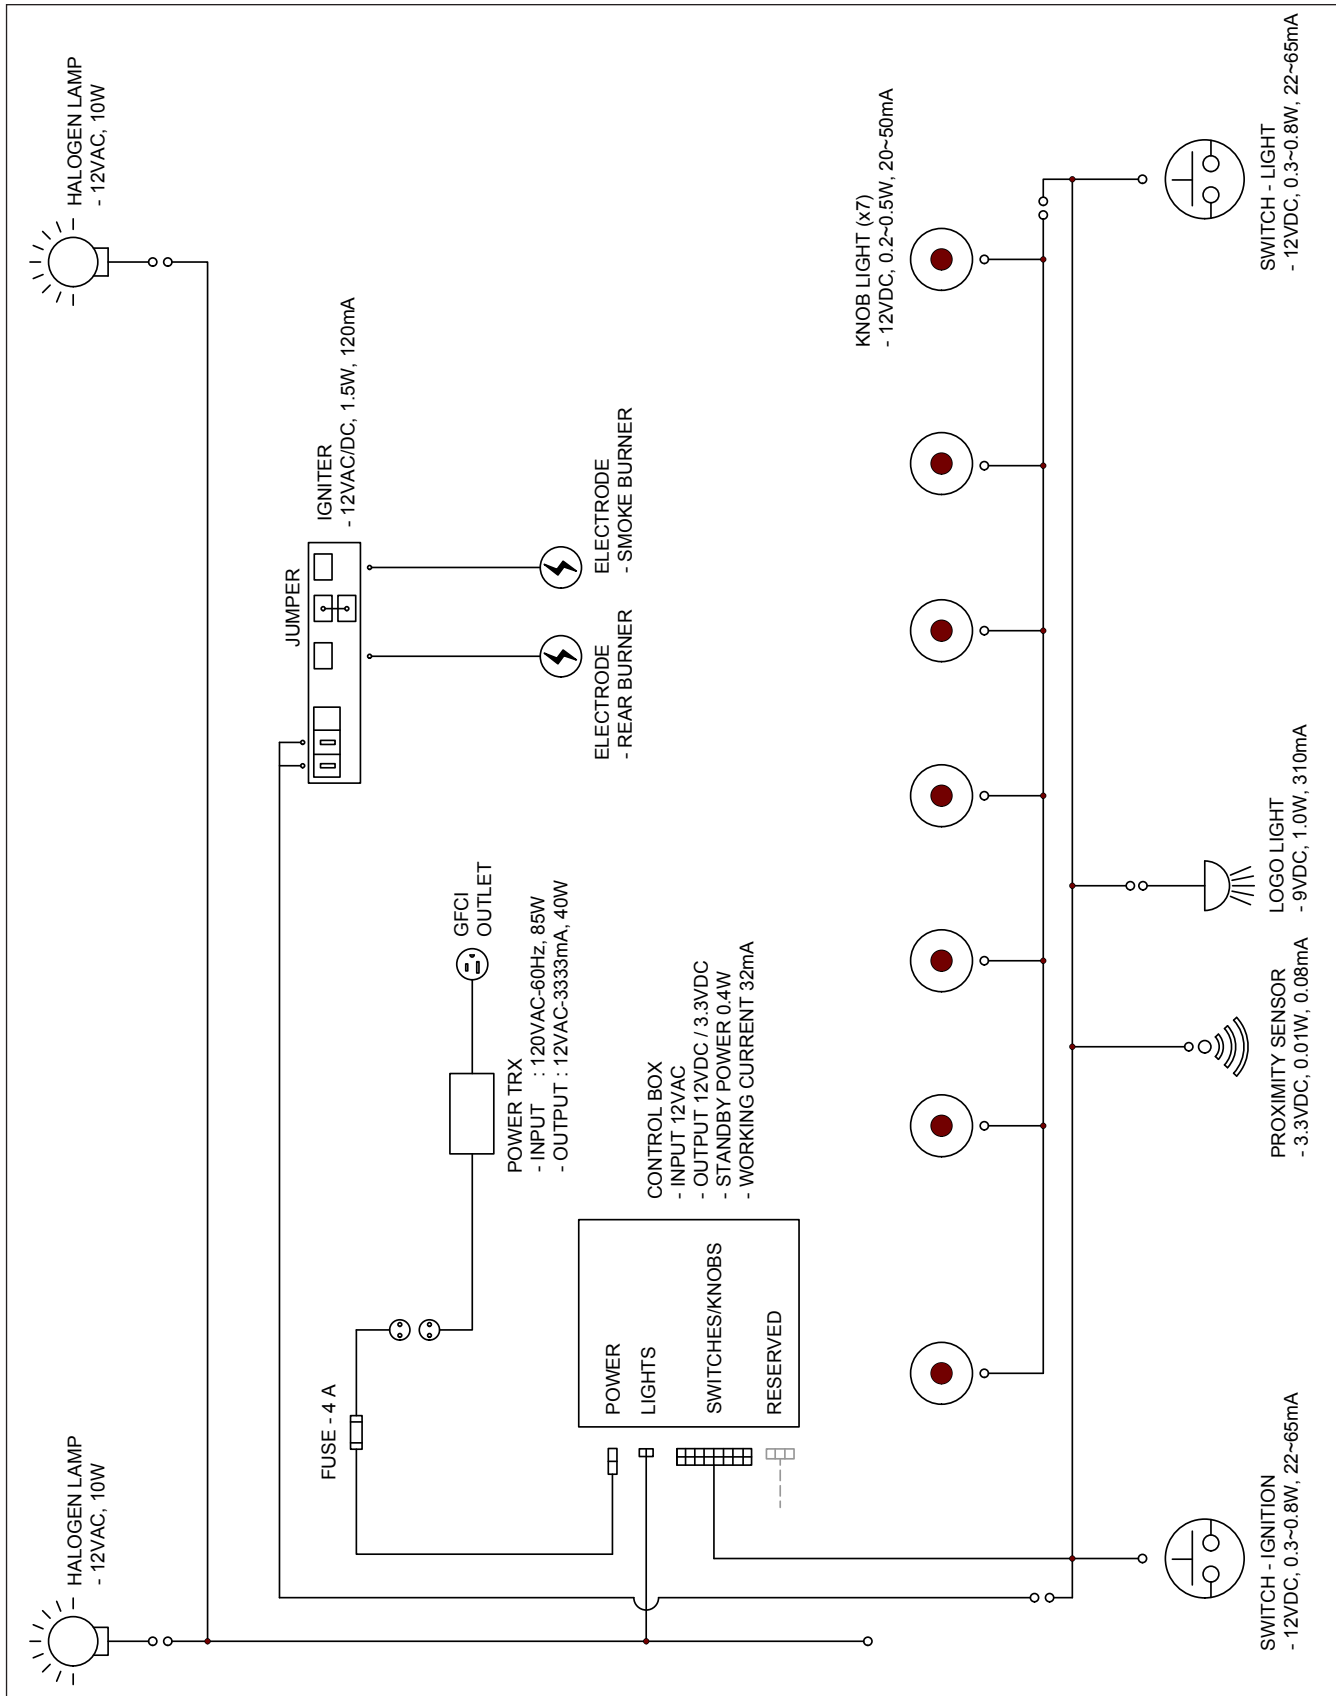 HALOGEN LAMP
- 12VAC, 10W
HALOGEN LAMP
- 12VAC, 10W
FUSE - 4 A
JUMPER
IGNITER
- 12VAC/DC, 1.5W, 120mA
GFCI
OUTLET
POWER TRX
- INPUT : 120VAC-60Hz, 85W
- OUTPUT : 12VAC-3333mA, 40W
ELECTRODE
- REAR BURNER
ELECTRODE
- SMOKE BURNER
POWER
LIGHTS
SWITCHES/KNOBS
RESERVED
CONTROL BOX
- INPUT 12VAC
- OUTPUT 12VDC / 3.3VDC
- STANDBY POWER 0.4W
- WORKING CURRENT 32mA
KNOB LIGHT (x7)
- 12VDC, 0.2~0.5W, 20~50mA
SWITCH - IGNITION
- 12VDC, 0.3~0.8W, 22~65mA
PROXIMITY SENSOR
- 3.3VDC, 0.01W, 0.08mA
LOGO LIGHT
- 9VDC, 1.0W, 310mA
SWITCH - LIGHT
- 12VDC, 0.3~0.8W, 22~65mA